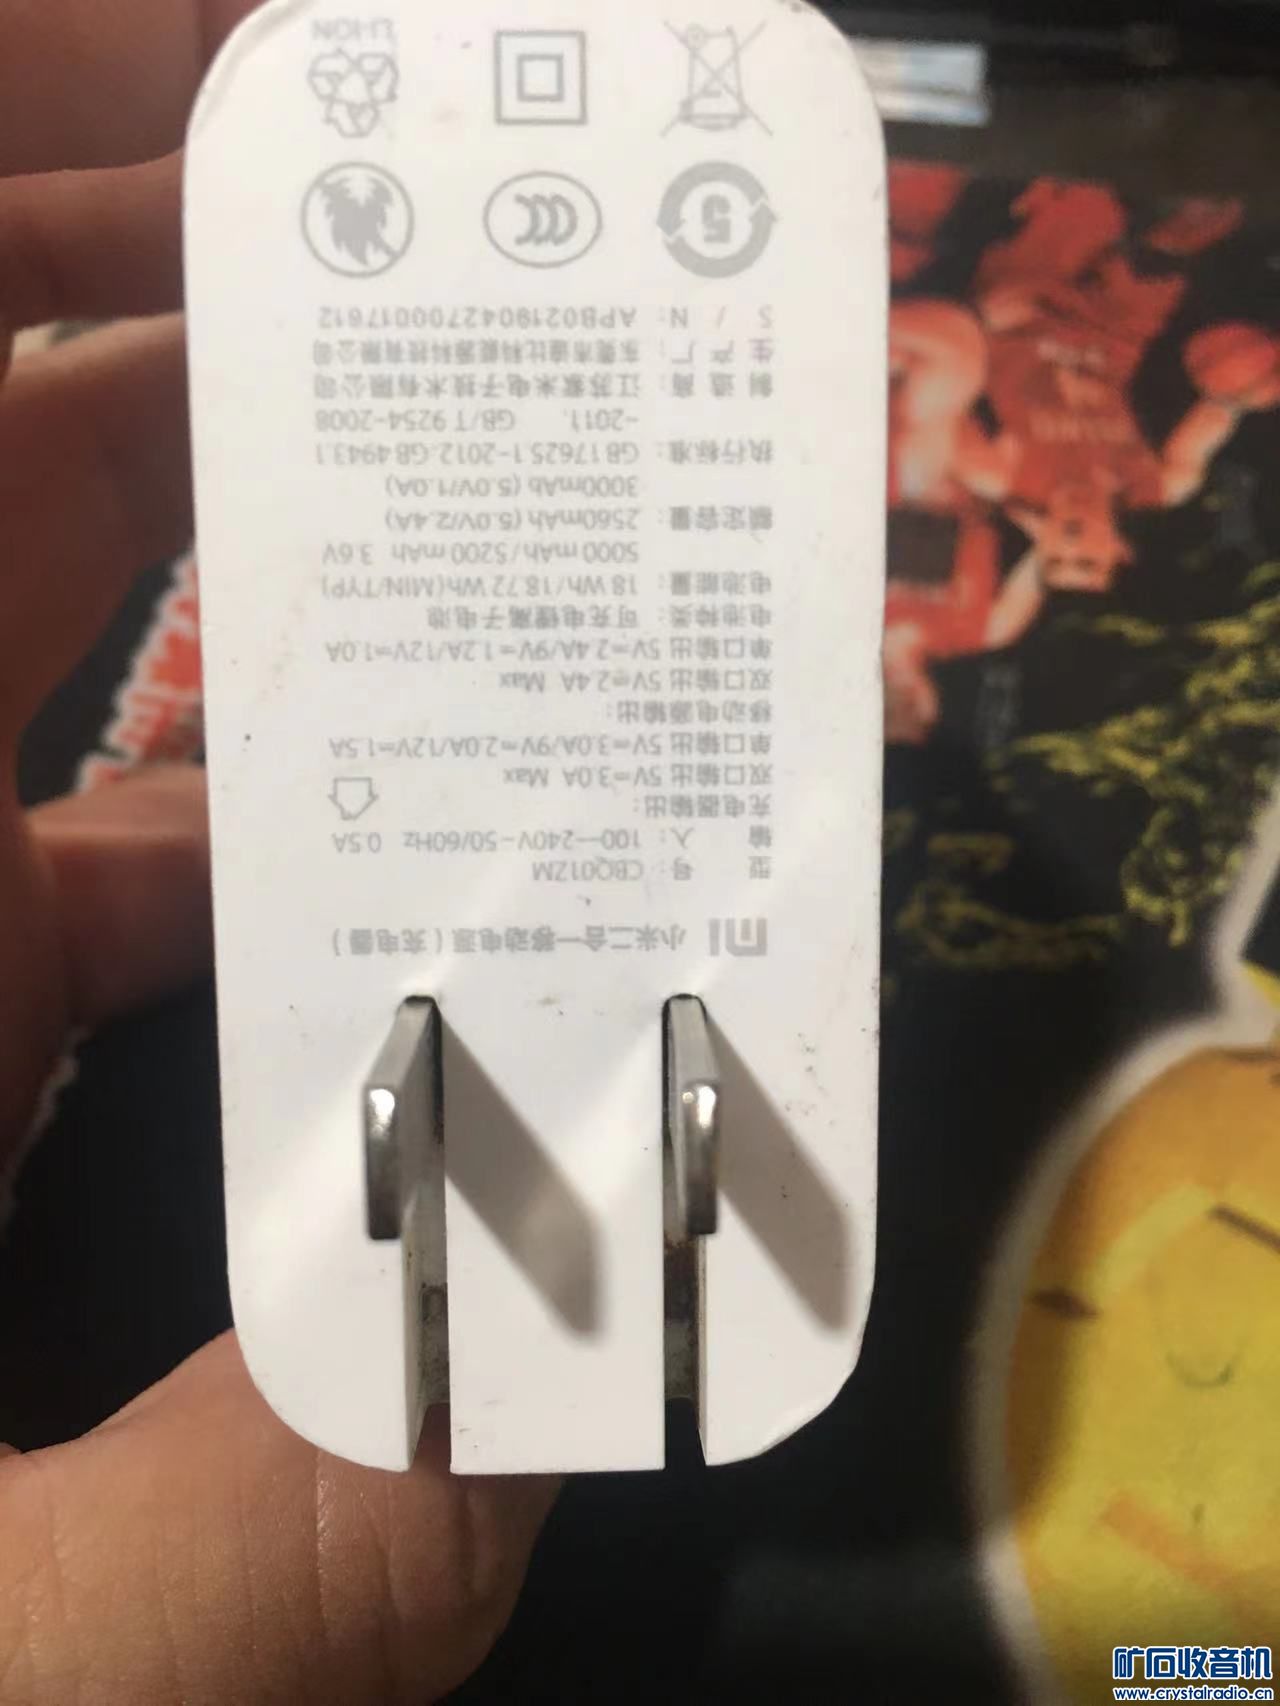 MI 小米二合一移动电源(充电器)
型 号: CBQ01ZM
输 入: 100—240V~50/60Hz 0.5A
充电器输出:
双口输出 5V⎓3.0A Max
单口输出 5V⎓3.0A/9V⎓2.0A/12V⎓1.5A
移动电源输出:
双口输出 5V⎓2.4A Max
单口输出 5V⎓2.4A/9V⎓1.2A/12V⎓1.0A
电池种类: 可充电锂离子电池
电池能量: 18 Wh/18.72 Wh(MIN/TYP)
5000 mAh/5200 mAh 3.6V
额定容量: 2560mAh (5.0V/2.4A)
3000mAh (5.0V/1.0A)
执行标准: GB 17625.1-2012.GB 4943.1
-2011. GB/T 9254-2008
制 造 商: 江苏紫米电子技术有限公司
生 产 厂: 东莞市迪比科能源科技有限公司
S / N: APB0219042700017612
5
CCC
Li-ION
矿石收音机
www.crystalradio.cn